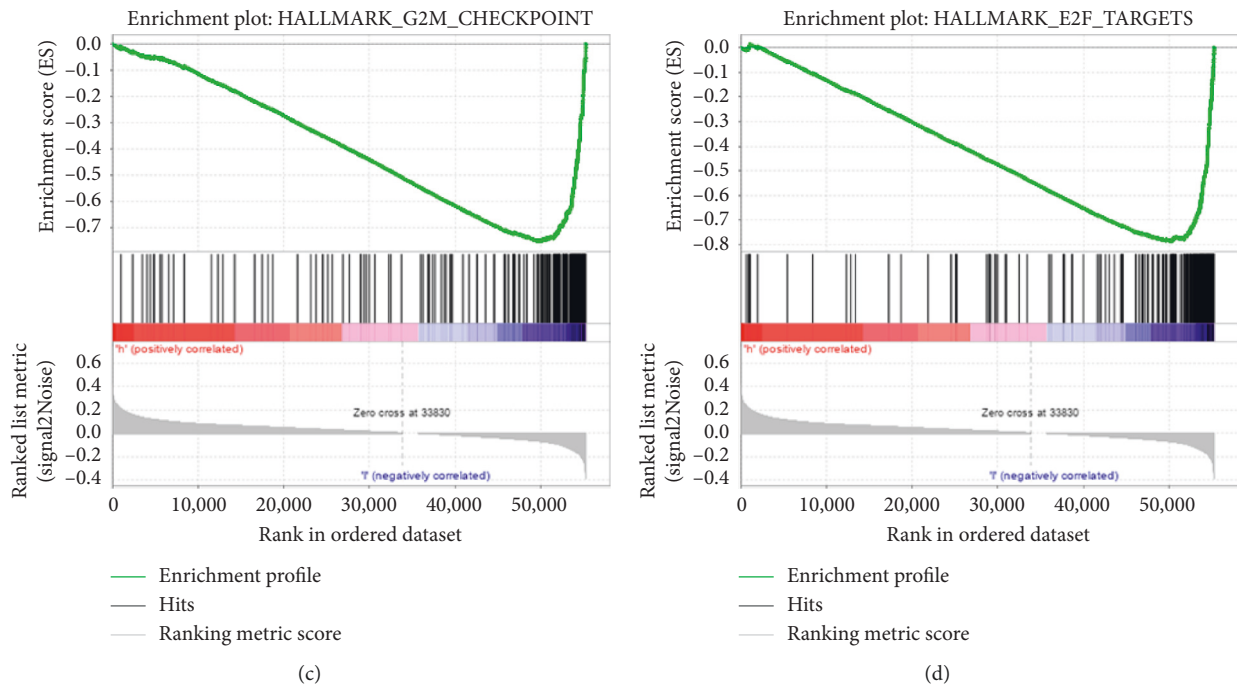 Enrichment plot: HALLMARK_G2M_CHECKPOINT
Enrichment score (ES)
0.0
−0.1
−0.2
−0.3
−0.4
−0.5
−0.6
−0.7
'h' (positively correlated)
Ranked list metric
(signal2Noise)
0.6
0.4
0.2
0.0
−0.2
−0.4
Zero cross at 33830
'l' (negatively correlated)
0
10,000
20,000
30,000
40,000
50,000
Rank in ordered dataset
Enrichment profile
Hits
Ranking metric score
(c)
Enrichment plot: HALLMARK_E2F_TARGETS
Enrichment score (ES)
0.0
−0.1
−0.2
−0.3
−0.4
−0.5
−0.6
−0.7
−0.8
'h' (positively correlated)
Ranked list metric
(signal2Noise)
0.6
0.4
0.2
0.0
−0.2
−0.4
Zero cross at 33830
'l' (negatively correlated)
0
10,000
20,000
30,000
40,000
50,000
Rank in ordered dataset
Enrichment profile
Hits
Ranking metric score
(d)